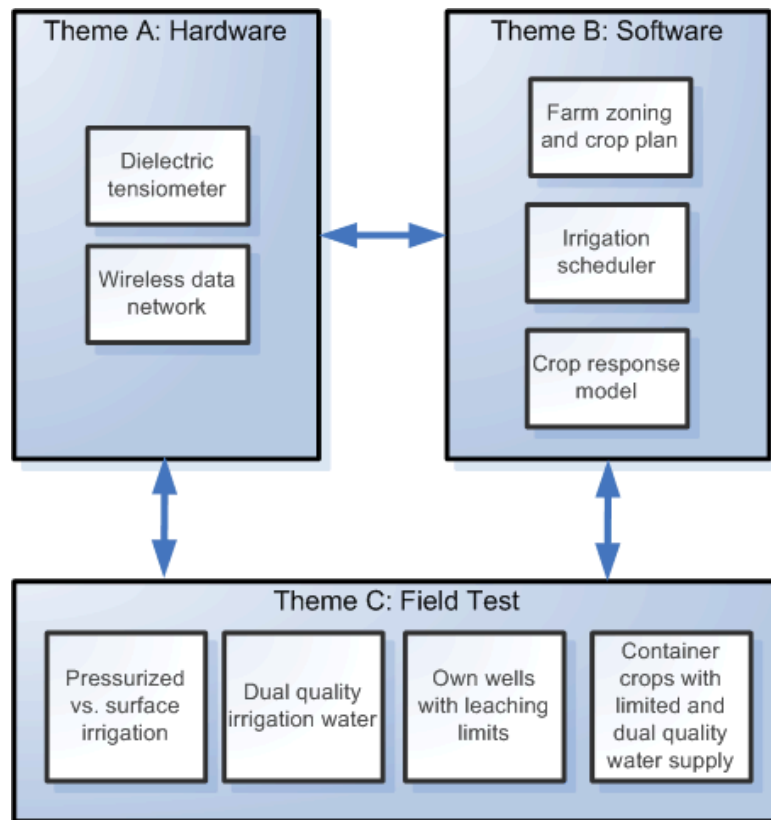 Theme A: Hardware
Dielectric
tensiometer
Wireless data
network
Theme B: Software
Farm zoning
and crop plan
Irrigation
scheduler
Crop response
model
Theme C: Field Test
Pressurized
vs. surface
irrigation
Dual quality
irrigation water
Own wells
with leaching
limits
Container
crops with
limited and
dual quality
water supply